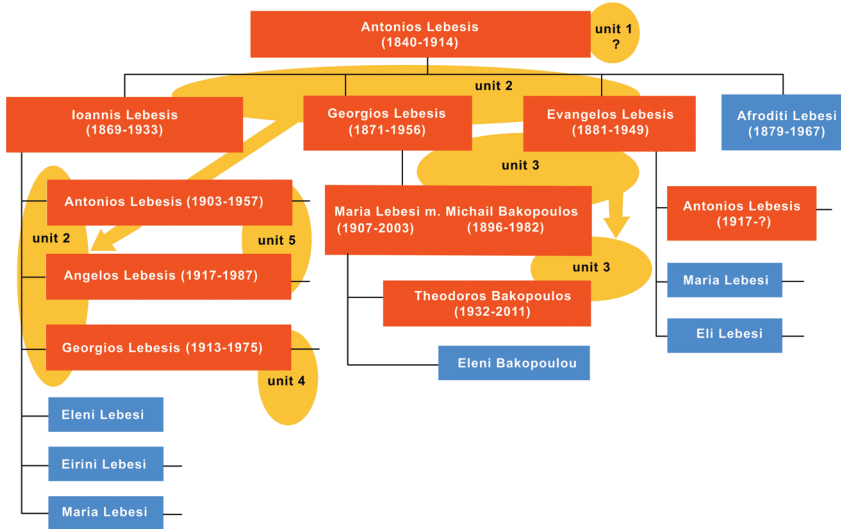 Antonios Lebesis
(1840-1914)
unit 1
?
unit 2
Ioannis Lebesis
(1869-1933)
Georgios Lebesis
(1871-1956)
Evangelos Lebesis
(1881-1949)
Afroditi Lebesi
(1879-1967)
unit 3
Antonios Lebesis (1903-1957)
unit 2
unit 5
Angelos Lebesis (1917-1987)
Georgios Lebesis (1913-1975)
unit 4
Eleni Lebesi
Eirini Lebesi
Maria Lebesi
Maria Lebesi m. Michail Bakopoulos
(1907-2003) (1896-1982)
unit 3
Theodoros Bakopoulos
(1932-2011)
Eleni Bakopoulou
Antonios Lebesis
(1917-?)
Maria Lebesi
Eli Lebesi